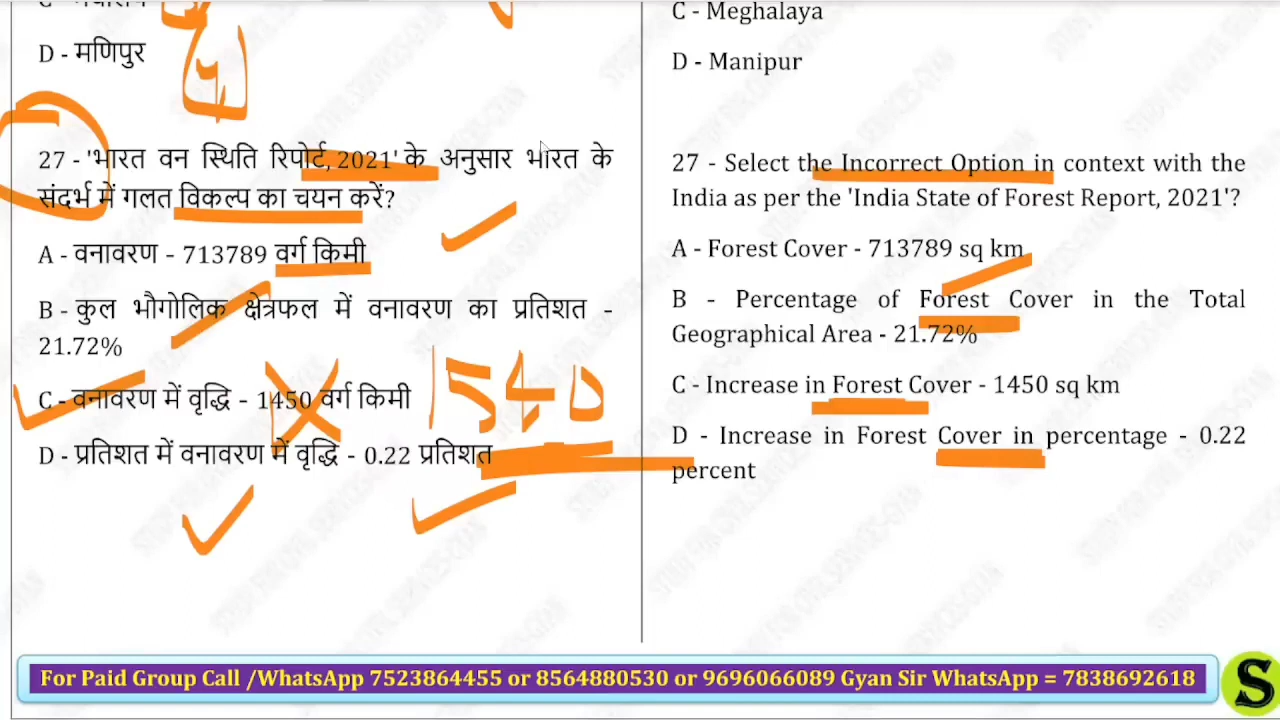 D - मणिपुर
27 - 'भारत वन स्थिति रिपोर्ट, 2021' के अनुसार भारत के
संदर्भ में गलत विकल्प का चयन करें?
A - वनावरण - 713789 वर्ग किमी
B - कुल भौगोलिक क्षेत्रफल में वनावरण का प्रतिशत -
21.72%
C - वनावरण में वृद्धि - 1450 वर्ग किमी
1540
D - प्रतिशत में वनावरण में वृद्धि - 0.22 प्रतिशत
C - Meghalaya
D - Manipur
27 - Select the Incorrect Option in context with the
India as per the 'India State of Forest Report, 2021'?
A - Forest Cover - 713789 sq km
B - Percentage of Forest Cover in the Total
Geographical Area - 21.72%
C - Increase in Forest Cover - 1450 sq km
D - Increase in Forest Cover in percentage - 0.22
percent
For Paid Group Call /WhatsApp 7523864455 or 8564880530 or 9696066089 Gyan Sir WhatsApp = 7838692618
S